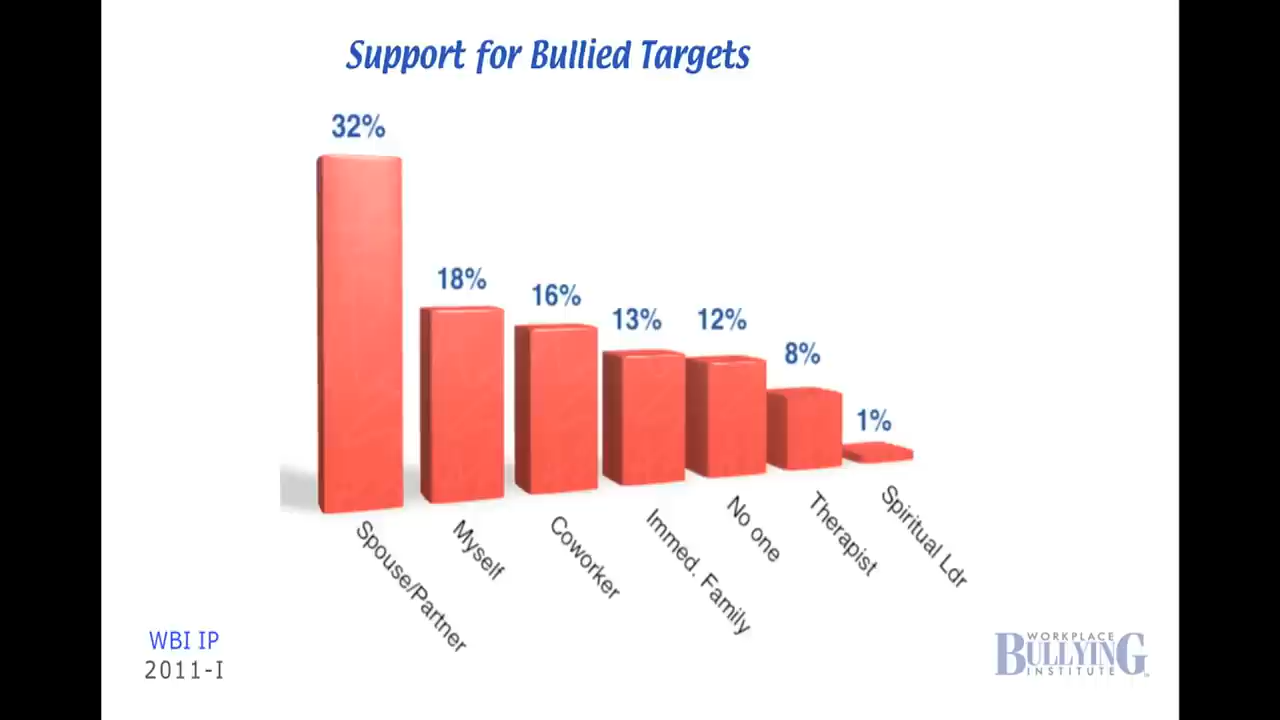 Support for Bullied Targets
32%
18%
16%
13%
12%
8%
1%
Spouse/Partner
Myself
Coworker
Immed. Family
No one
Therapist
Spiritual Ldr
WBI IP
2011-I
WORKPLACE
BULLYING
INSTITUTE